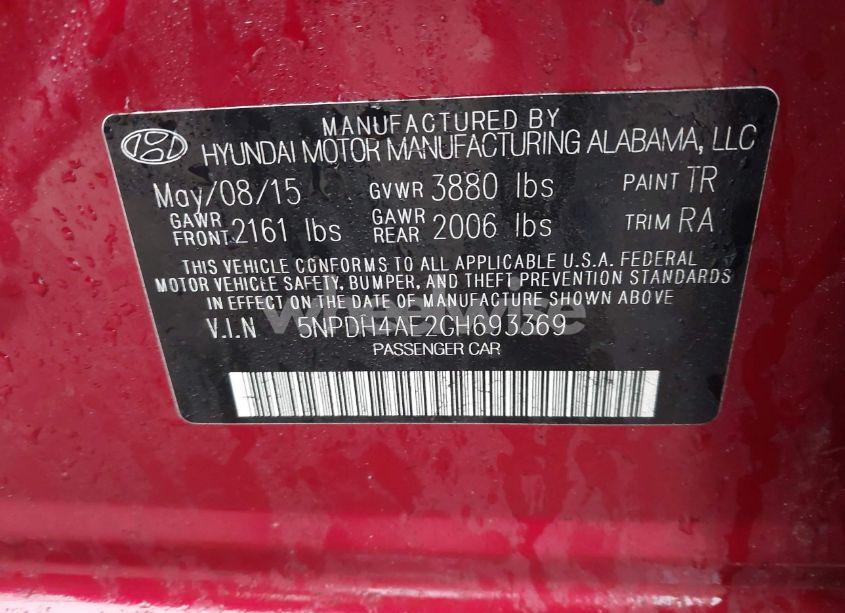 MANUFACTURED BY
HYUNDAI MOTOR MANUFACTURING ALABAMA, LLC
May/08/15 GVWR 3880 lbs PAINT TR
GAWR FRONT 2161 lbs GAWR REAR 2006 lbs TRIM RA
THIS VEHICLE CONFORMS TO ALL APPLICABLE U.S.A. FEDERAL
MOTOR VEHICLE SAFETY, BUMPER, AND THEFT PREVENTION STANDARDS
IN EFFECT ON THE DATE OF MANUFACTURE SHOWN ABOVE.
V.I.N 5NPDH4AE2GH693369
PASSENGER CAR
wheelwise